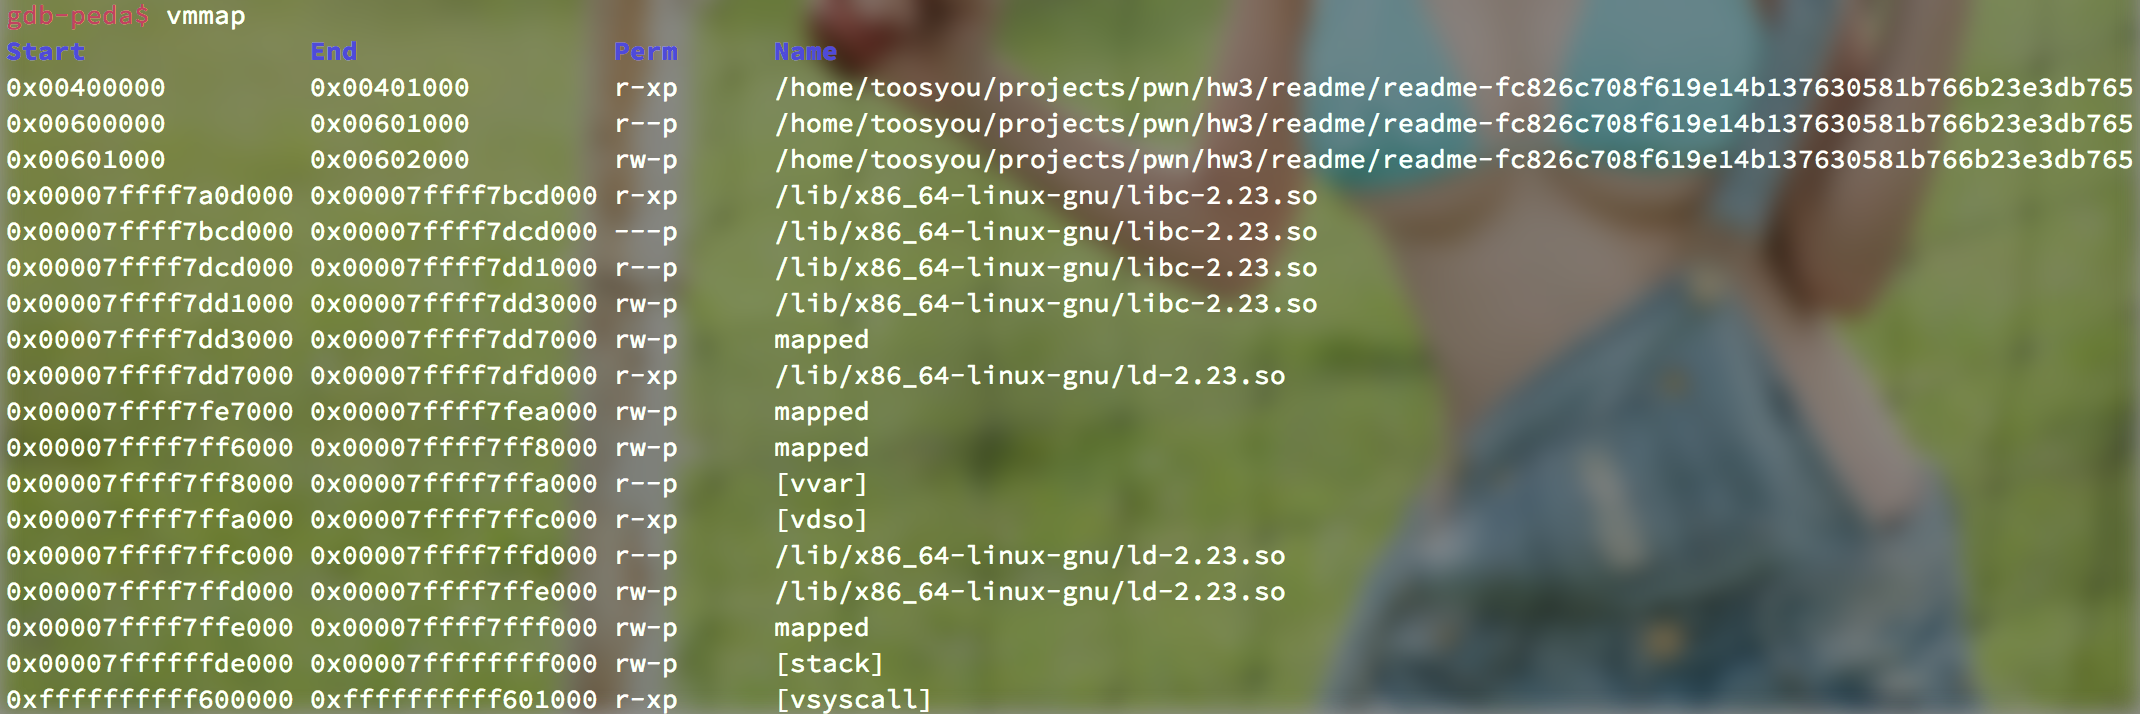 gdb-peda$ vmmap
Start End Perm Name
0x00400000 0x00401000 r-xp /home/toosyou/projects/pwn/hw3/readme/readme-fc826c708f619e14b137630581b766b23e3db765
0x00600000 0x00601000 r--p /home/toosyou/projects/pwn/hw3/readme/readme-fc826c708f619e14b137630581b766b23e3db765
0x00601000 0x00602000 rw-p /home/toosyou/projects/pwn/hw3/readme/readme-fc826c708f619e14b137630581b766b23e3db765
0x00007ffff7a0d000 0x00007ffff7bcd000 r-xp /lib/x86_64-linux-gnu/libc-2.23.so
0x00007ffff7bcd000 0x00007ffff7dcd000 ---p /lib/x86_64-linux-gnu/libc-2.23.so
0x00007ffff7dcd000 0x00007ffff7dd1000 r--p /lib/x86_64-linux-gnu/libc-2.23.so
0x00007ffff7dd1000 0x00007ffff7dd3000 rw-p /lib/x86_64-linux-gnu/libc-2.23.so
0x00007ffff7dd3000 0x00007ffff7dd7000 rw-p mapped
0x00007ffff7dd7000 0x00007ffff7dfd000 r-xp /lib/x86_64-linux-gnu/ld-2.23.so
0x00007ffff7fe7000 0x00007ffff7fea000 rw-p mapped
0x00007ffff7ff6000 0x00007ffff7ff8000 rw-p mapped
0x00007ffff7ff8000 0x00007ffff7ffa000 r--p [vvar]
0x00007ffff7ffa000 0x00007ffff7ffc000 r-xp [vdso]
0x00007ffff7ffc000 0x00007ffff7ffd000 r--p /lib/x86_64-linux-gnu/ld-2.23.so
0x00007ffff7ffd000 0x00007ffff7ffe000 rw-p /lib/x86_64-linux-gnu/ld-2.23.so
0x00007ffff7ffe000 0x00007ffff7fff000 rw-p mapped
0x00007ffffffde000 0x00007ffffffff000 rw-p [stack]
0xffffffffff600000 0xffffffffff601000 r-xp [vsyscall]